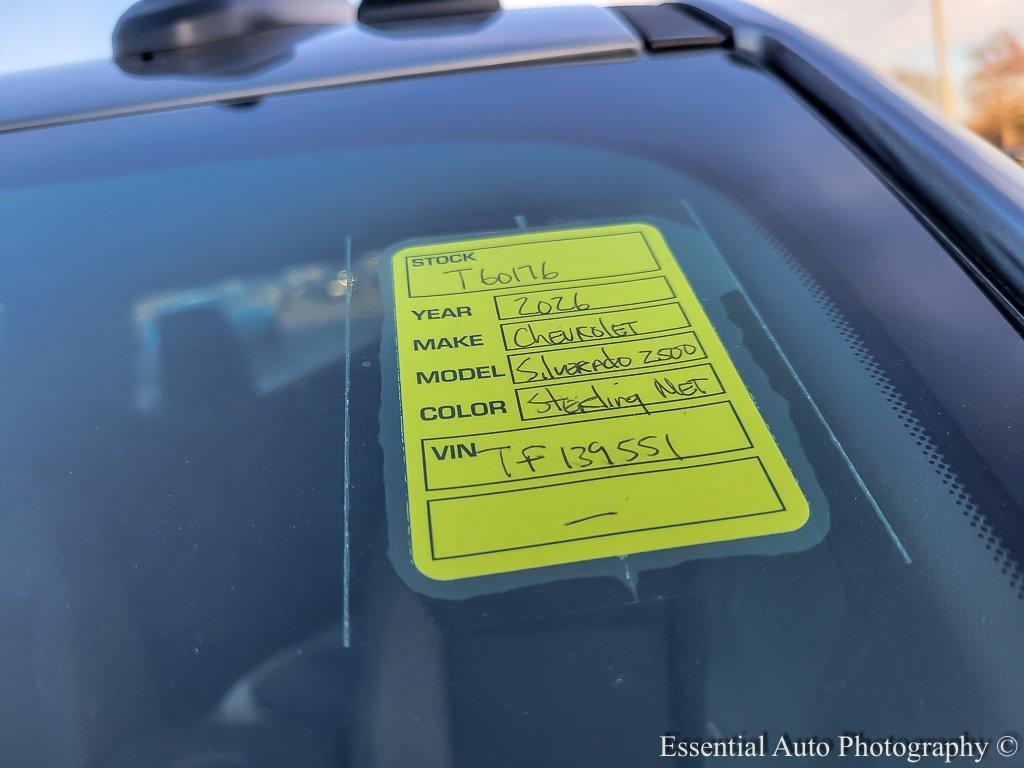 STOCK
T60176
YEAR 2026
MAKE CHEVROLET
MODEL SilverADO 2500
COLOR Sterling Met
VIN TF139551
—
Essential Auto Photography ©